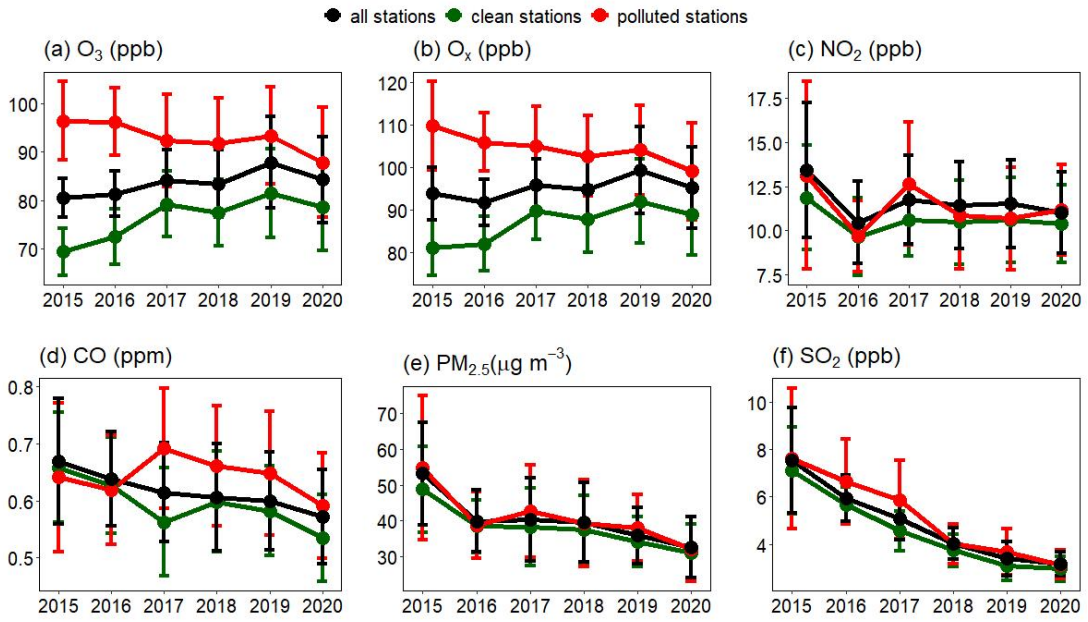 all stations clean stations polluted stations
(a) O₃ (ppb)
100
90
80
70
2015 2016 2017 2018 2019 2020
(b) Oₓ (ppb)
120
110
100
90
80
2015 2016 2017 2018 2019 2020
(c) NO₂ (ppb)
17.5
15.0
12.5
10.0
7.5
2015 2016 2017 2018 2019 2020
(d) CO (ppm)
0.8
0.7
0.6
0.5
2015 2016 2017 2018 2019 2020
(e) PM₂.₅(μg m⁻³)
70
60
50
40
30
2015 2016 2017 2018 2019 2020
(f) SO₂ (ppb)
10
8
6
4
2015 2016 2017 2018 2019 2020